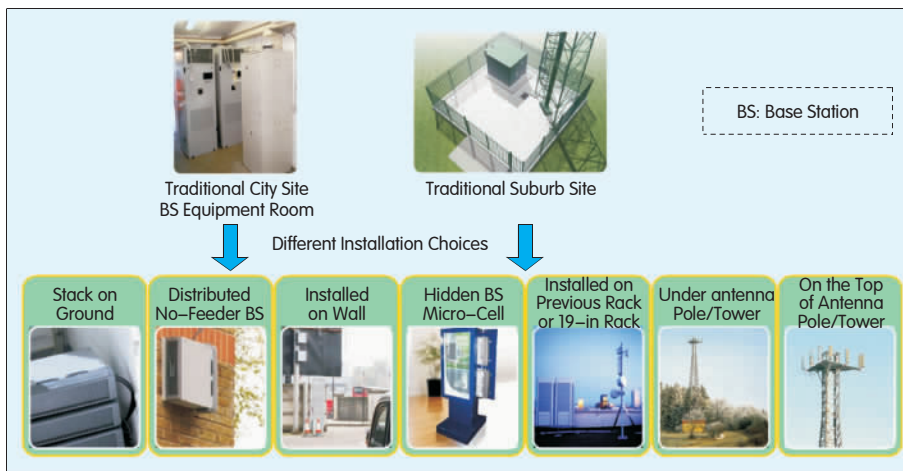 BS: Base Station
Traditional City Site
BS Equipment Room
Traditional Suburb Site
Different Installation Choices
Stack on
Ground
Distributed
No-Feeder BS
Installed
on Wall
Hidden BS
Micro-Cell
Installed on
Previous Rack
or 19-in Rack
Under antenna
Pole/Tower
On the Top
of Antenna
Pole/Tower